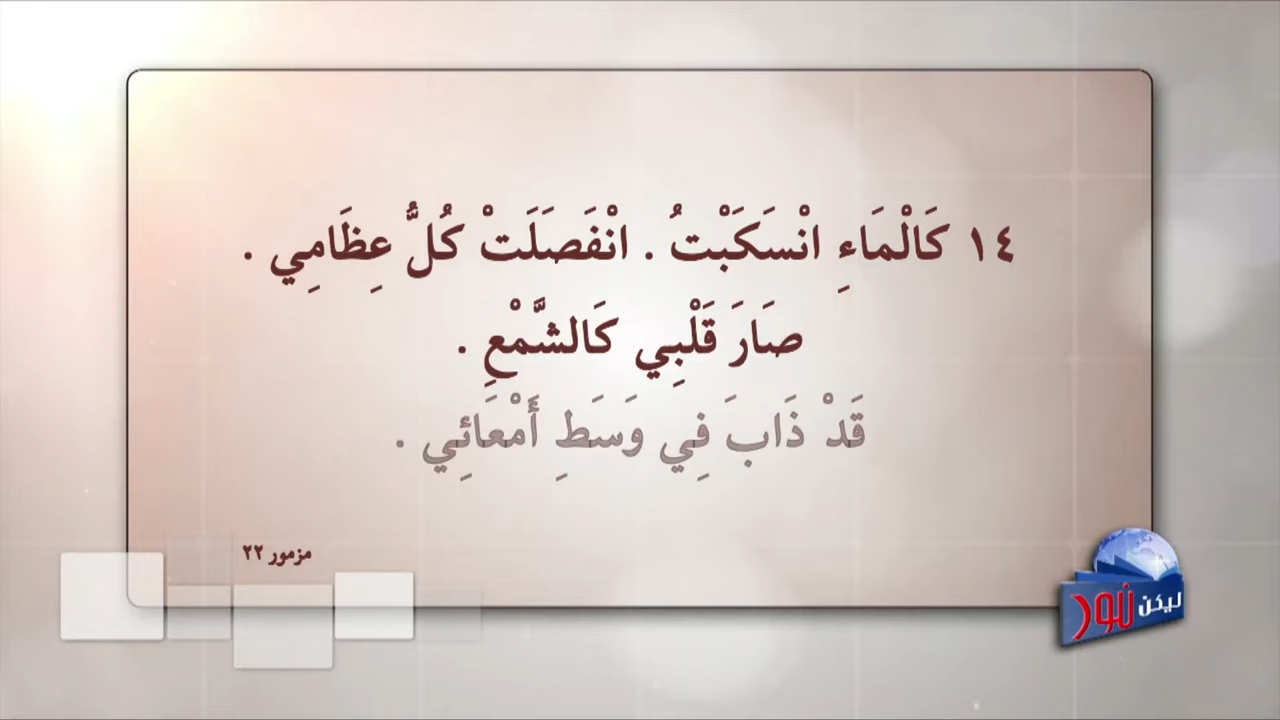 ١٤ كَالْمَاءِ انْسَكَبْتُ . انْفَصَلَتْ كُلُّ عِظَامِي .
صَارَ قَلْبِي كَالشَّمْعِ .
قَدْ ذَابَ فِي وَسَطِ أَمْعَائِي .
مزمور ٢٢
ليكن نور